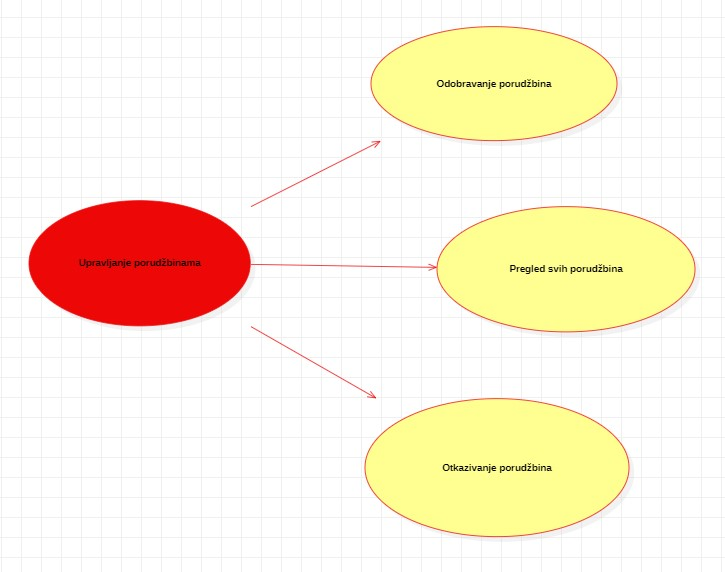 Odobravanje porudžbina
Upravljanje porudžbinama
Pregled svih porudžbina
Otkazivanje porudžbina